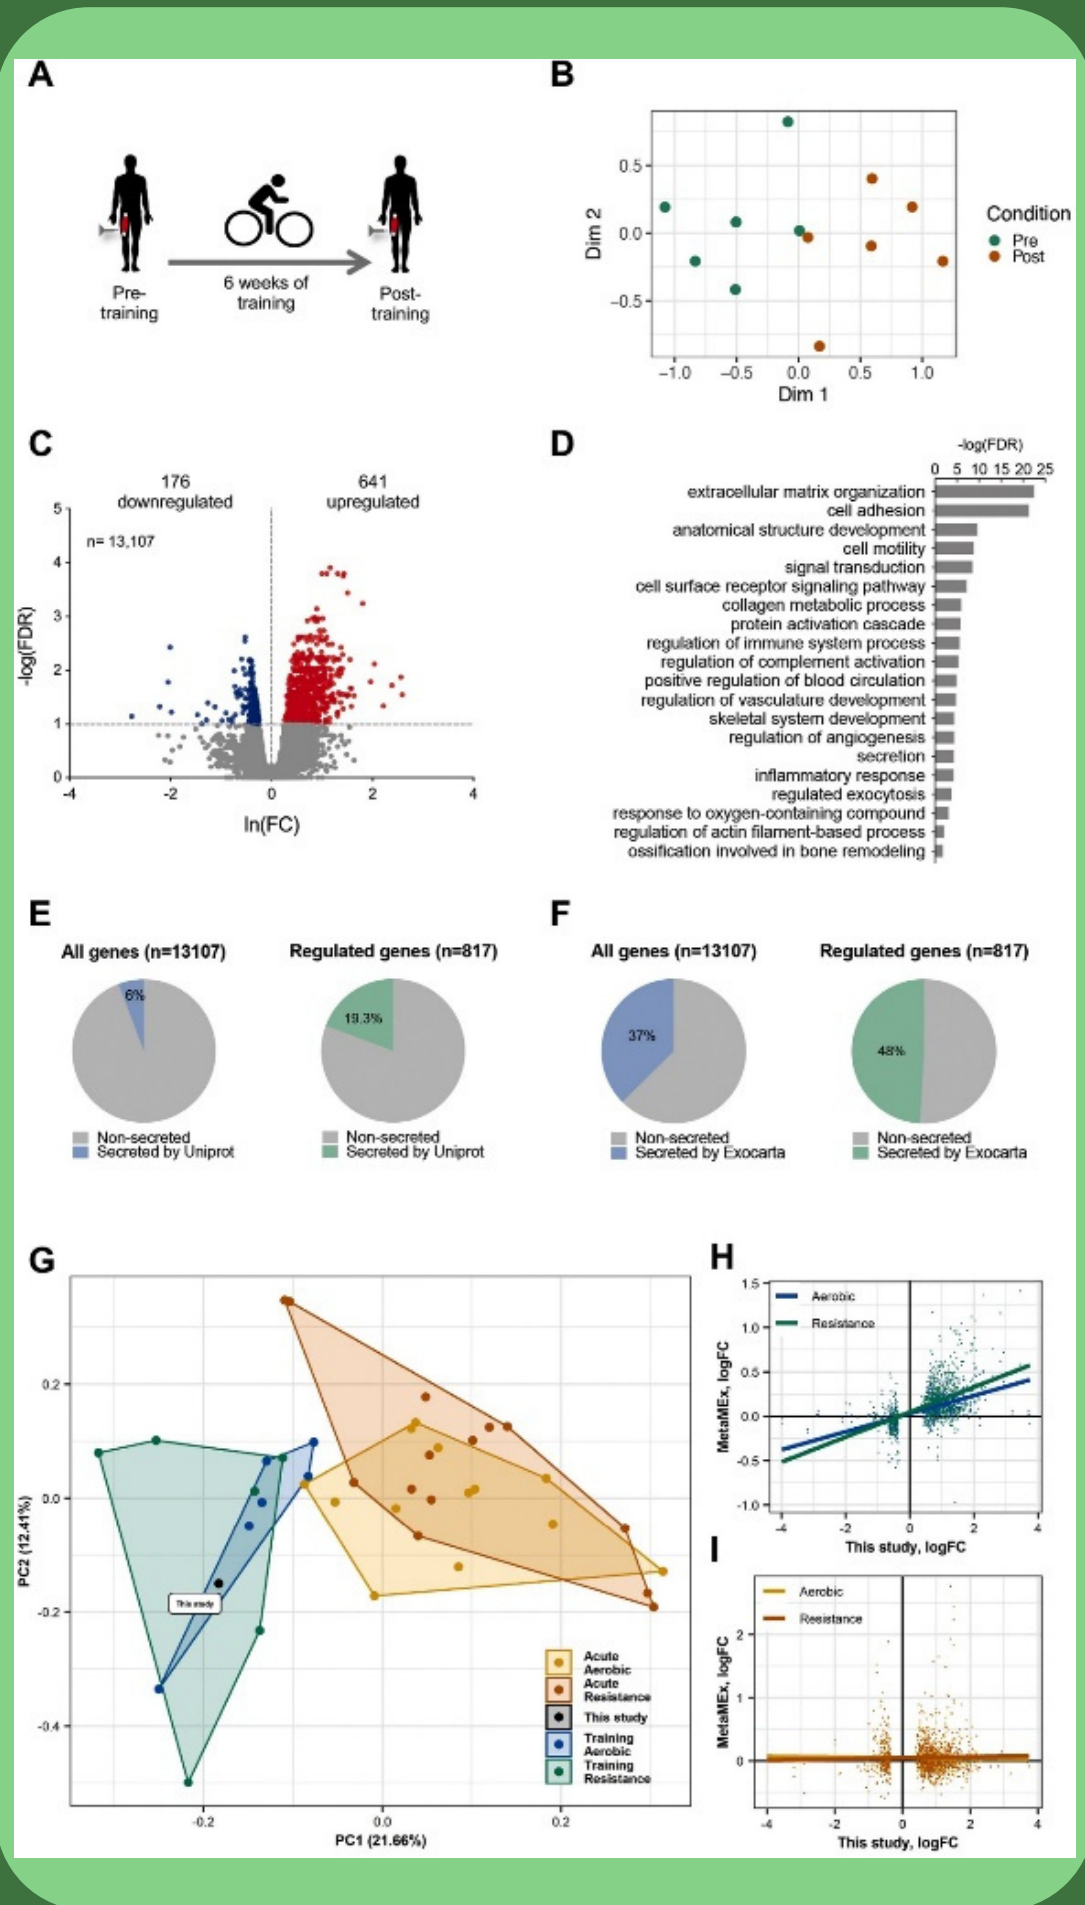 A
Pre-
training
6 weeks of
training
Post-
training
B
Dim 2
0.5
0.0
−0.5
−1.0 −0.5 0.0 0.5 1.0
Dim 1
Condition
Pre
Post
C
176
downregulated
641
upregulated
n= 13,107
-log(FDR)
5
4
3
2
1
0
-4 -2 0 2 4
ln(FC)
D
-log(FDR)
0 5 10 15 20 25
extracellular matrix organization
cell adhesion
anatomical structure development
cell motility
signal transduction
cell surface receptor signaling pathway
collagen metabolic process
protein activation cascade
regulation of immune system process
regulation of complement activation
positive regulation of blood circulation
regulation of vasculature development
skeletal system development
regulation of angiogenesis
secretion
inflammatory response
regulated exocytosis
response to oxygen-containing compound
regulation of actin filament-based process
ossification involved in bone remodeling
E
All genes (n=13107)
6%
Non-secreted
Secreted by Uniprot
Regulated genes (n=817)
19.3%
Non-secreted
Secreted by Uniprot
F
All genes (n=13107)
37%
Non-secreted
Secreted by Exocarta
Regulated genes (n=817)
48%
Non-secreted
Secreted by Exocarta
G
PC2 (12.41%)
0.2
0.0
-0.2
-0.4
This study
Acute
Aerobic
Acute
Resistance
This study
Training
Aerobic
Training
Resistance
-0.2 0.0 0.2
PC1 (21.66%)
H
MetaMEx, logFC
1.5
1.0
0.5
0.0
-0.5
-1.0
Aerobic
Resistance
-4 -2 0 2 4
This study, logFC
I
MetaMEx, logFC
2
1
0
Aerobic
Resistance
-4 -2 0 2 4
This study, logFC